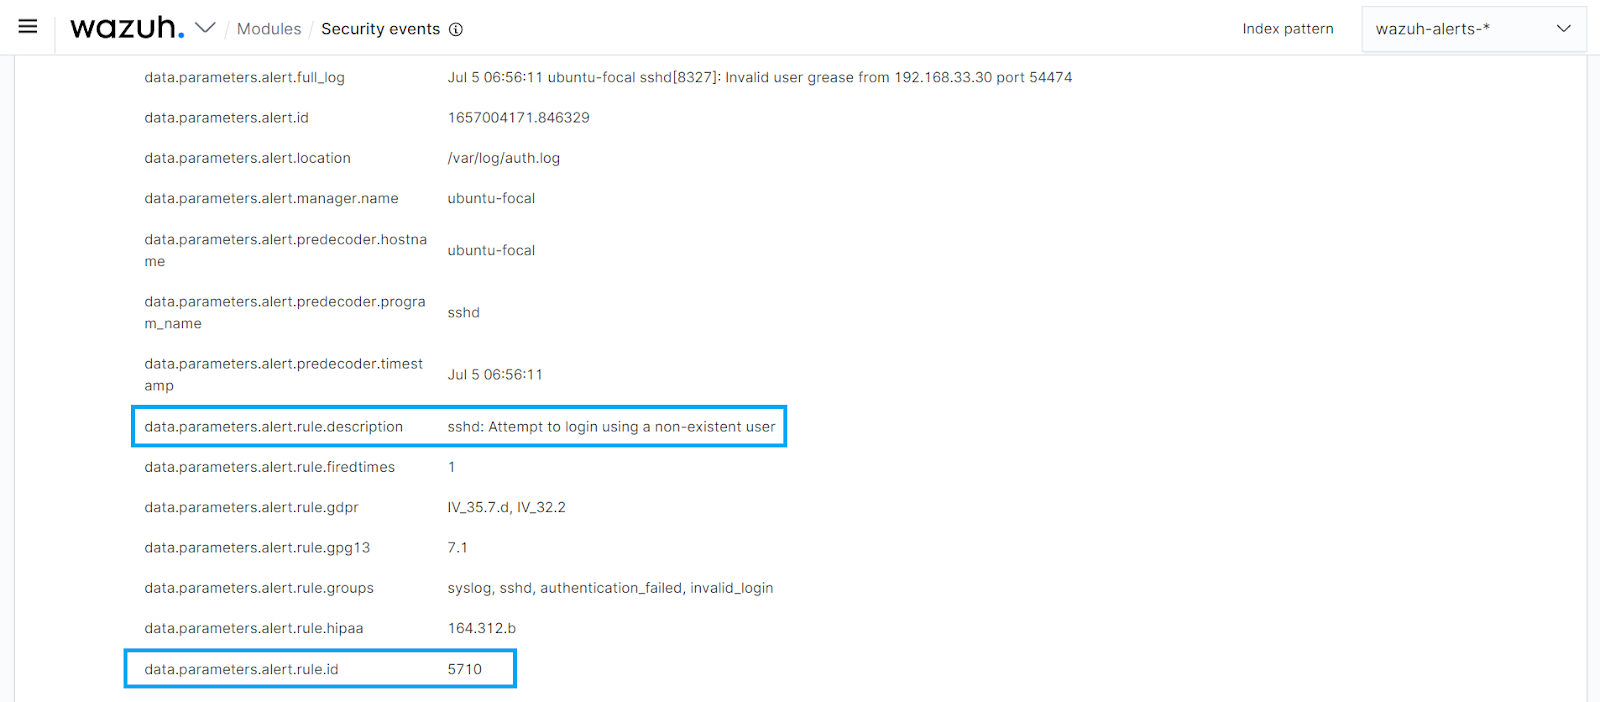 wazuh. / Modules / Security events Index pattern wazuh-alerts-*
data.parameters.alert.full_log Jul 5 06:56:11 ubuntu-focal sshd[8327]: Invalid user grease from 192.168.33.30 port 54474
data.parameters.alert.id 1657004171.846329
data.parameters.alert.location /var/log/auth.log
data.parameters.alert.manager.name ubuntu-focal
data.parameters.alert.predecoder.hostna
me ubuntu-focal
data.parameters.alert.predecoder.progra
m_name sshd
data.parameters.alert.predecoder.timest
amp Jul 5 06:56:11
data.parameters.alert.rule.description sshd: Attempt to login using a non-existent user
data.parameters.alert.rule.firedtimes 1
data.parameters.alert.rule.gdpr IV_35.7.d, IV_32.2
data.parameters.alert.rule.gpg13 7.1
data.parameters.alert.rule.groups syslog, sshd, authentication_failed, invalid_login
data.parameters.alert.rule.hipaa 164.312.b
data.parameters.alert.rule.id 5710